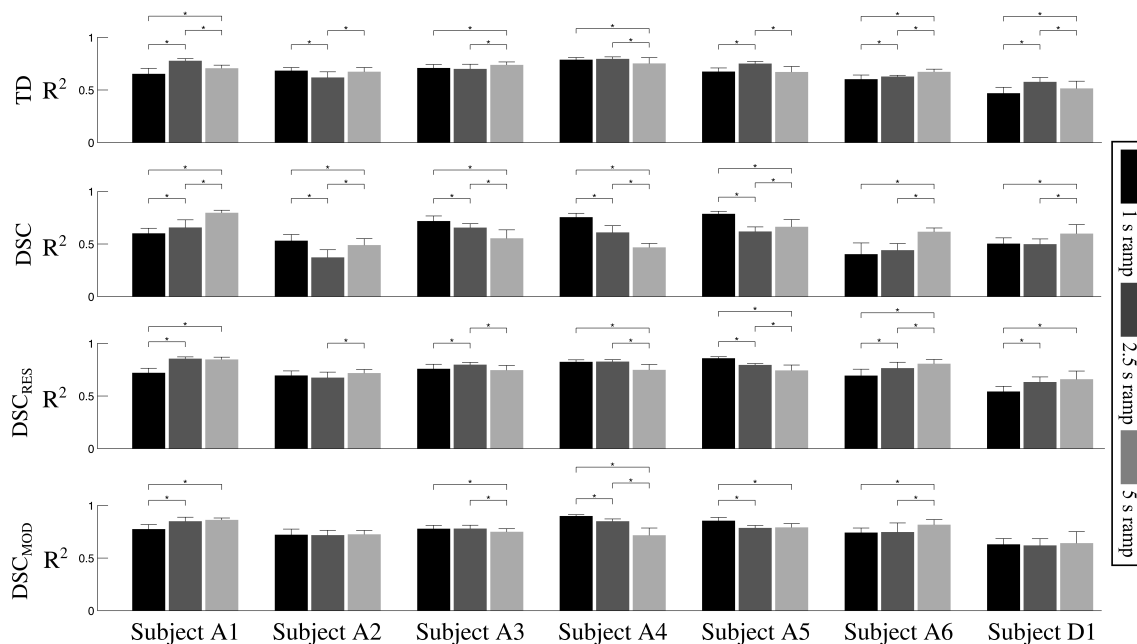 TD
R²
1
0.5
0
DSC
R²
1
0.5
0
DSC_RES
R²
1
0.5
0
DSC_MOD
R²
1
0.5
0
Subject A1 Subject A2 Subject A3 Subject A4 Subject A5 Subject A6 Subject D1
1 s ramp
2.5 s ramp
5 s ramp